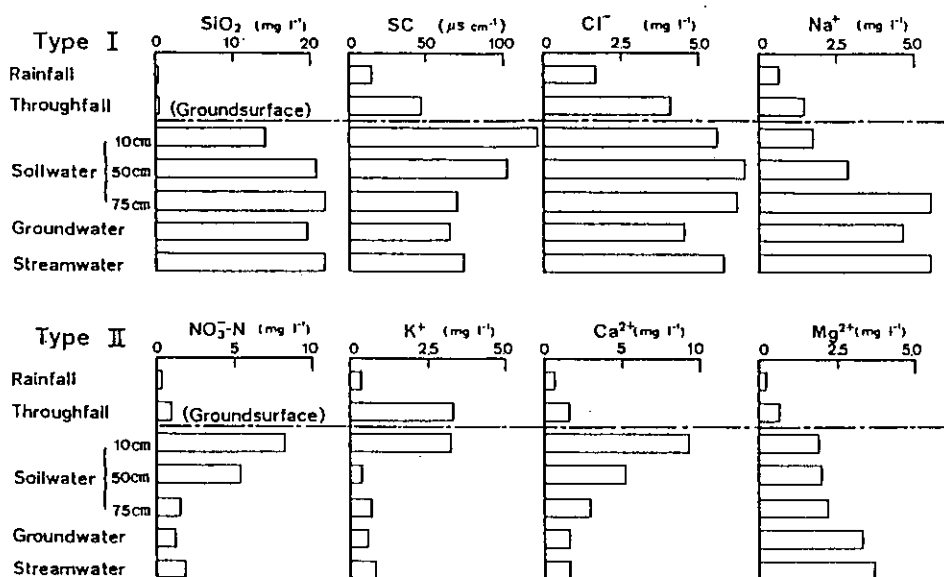 Type I
SiO₂ (mg l⁻¹) SC (μS cm⁻¹) Cl⁻ (mg l⁻¹) Na⁺ (mg l⁻¹)
0 10 20 0 50 100 0 2.5 5.0 0 2.5 5.0
Rainfall
Throughfall (Groundsurface)
10cm
Soilwater 50cm
75cm
Groundwater
Streamwater
Type II
NO₃⁻-N (mg l⁻¹) K⁺ (mg l⁻¹) Ca²⁺ (mg l⁻¹) Mg²⁺ (mg l⁻¹)
0 5 10 0 2.5 5.0 0 5 10 0 2.5 5.0
Rainfall
Throughfall (Groundsurface)
10cm
Soilwater 50cm
75cm
Groundwater
Streamwater